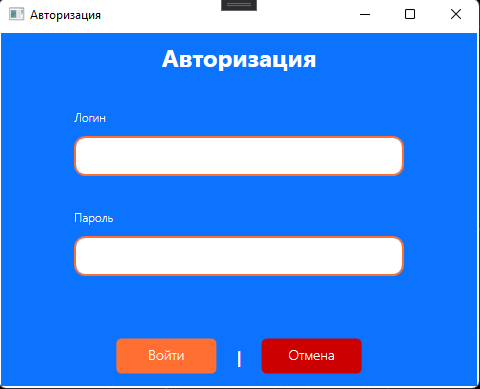 Авторизация
Авторизация
Логин
Пароль
Войти | Отмена